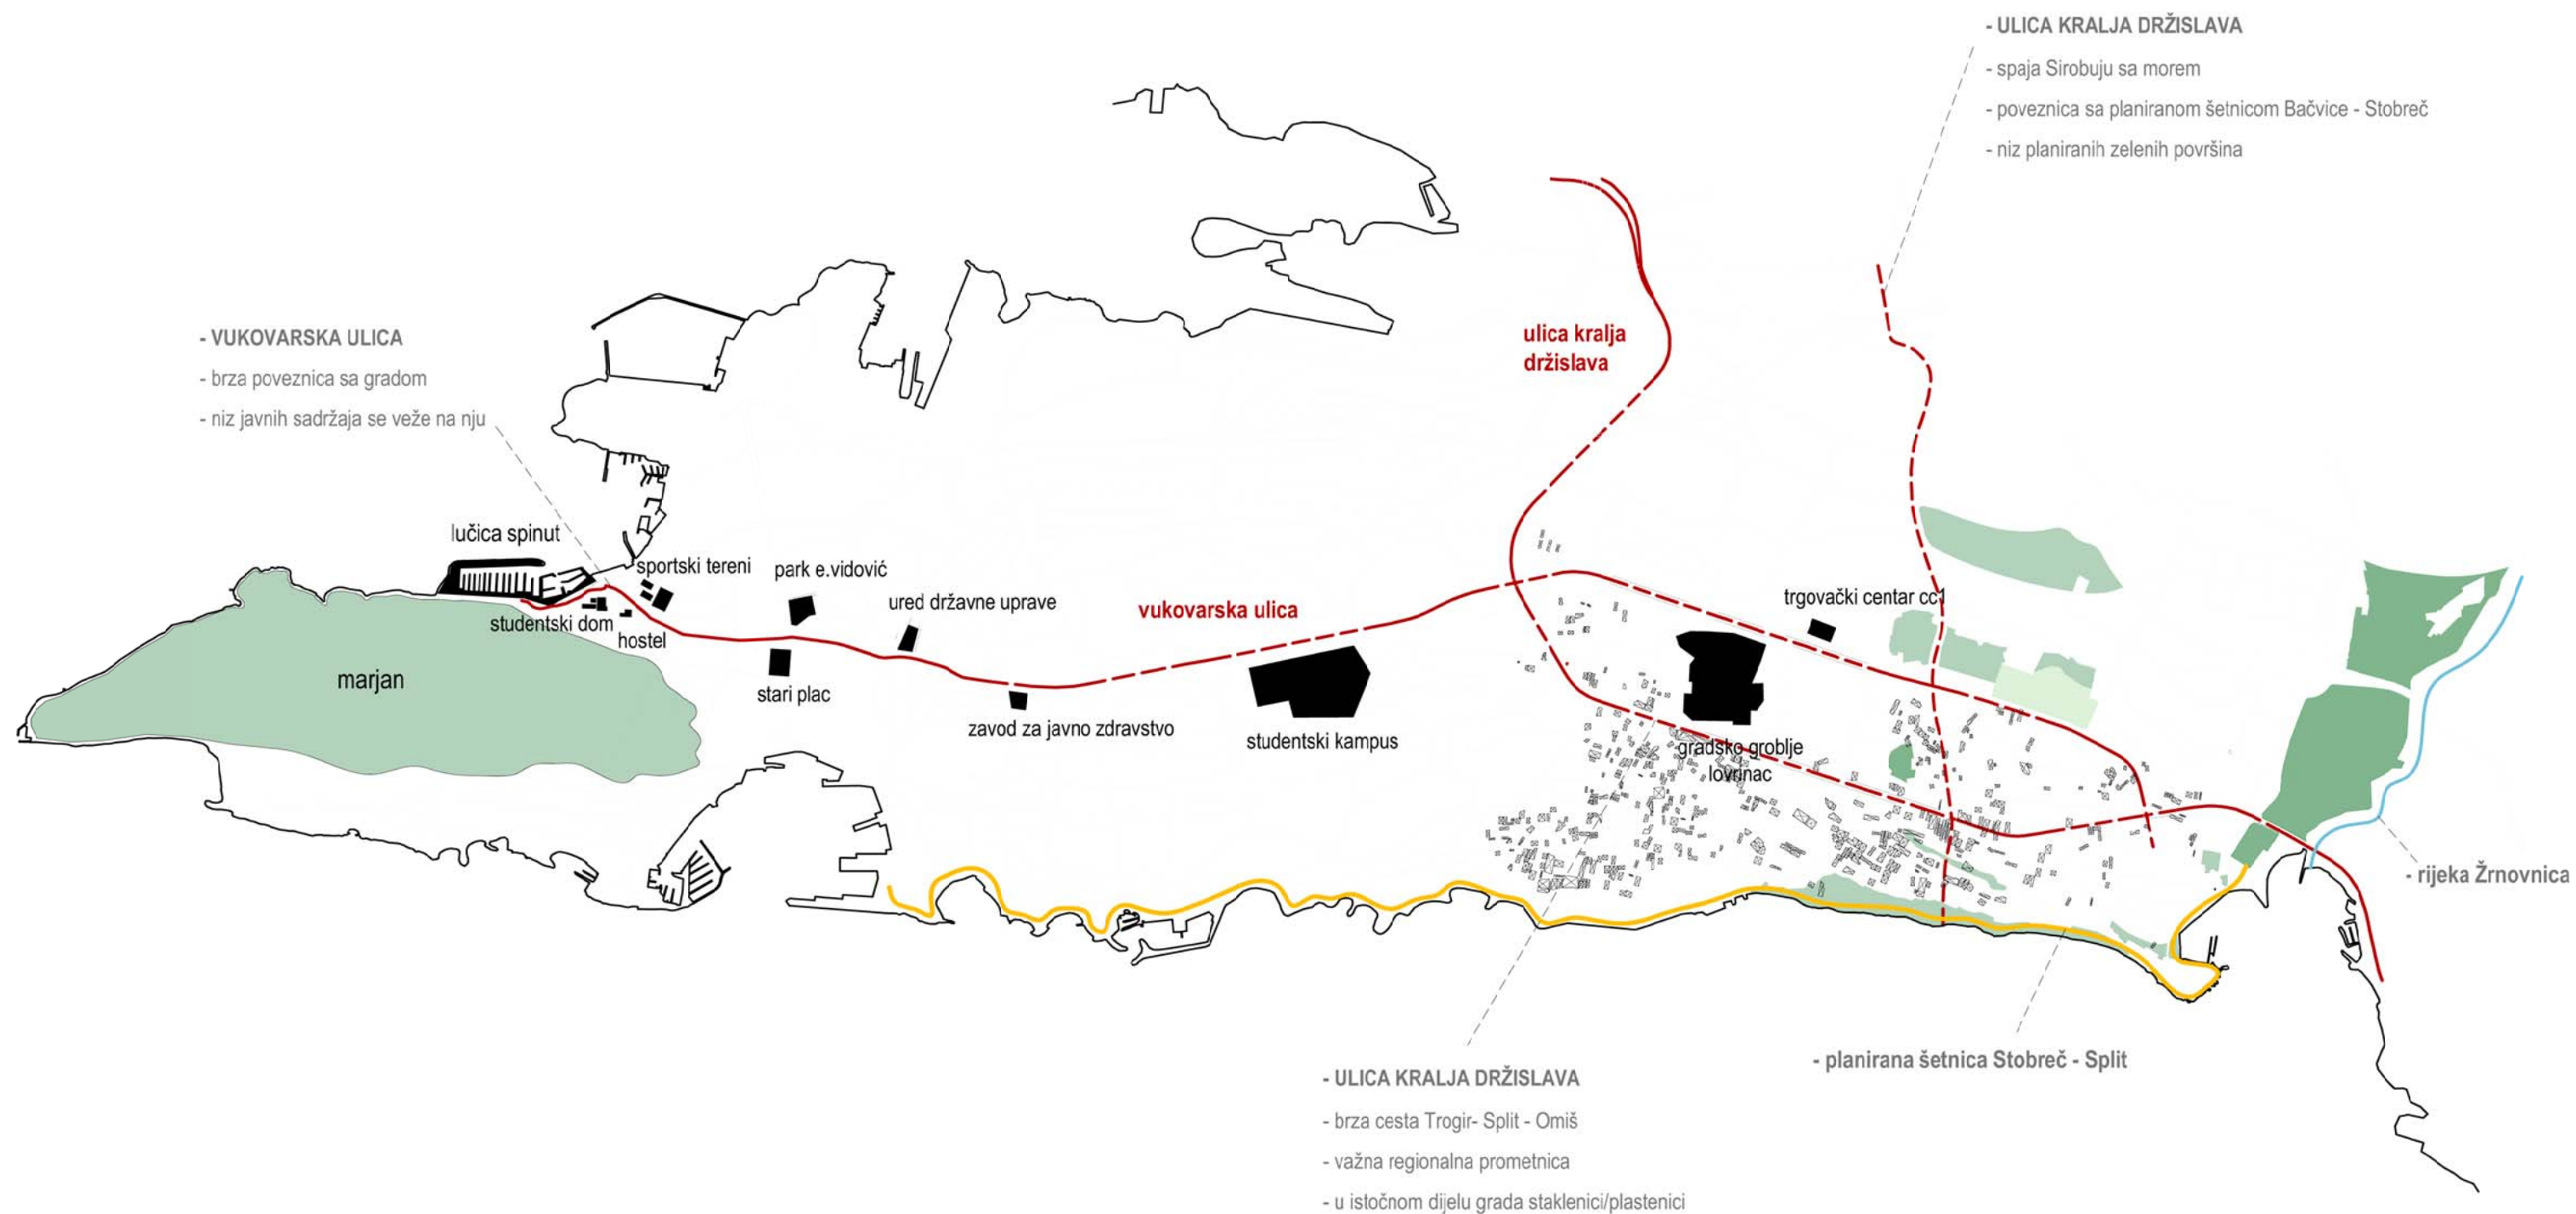 - ULICA KRALJA DRŽISLAVA
- spaja Sirobuju sa morem
- poveznica sa planiranom šetnicom Bačvice - Stobreč
- niz planiranih zelenih površina
- VUKOVARSKA ULICA
- brza poveznica sa gradom
- niz javnih sadržaja se veže na nju
ulica kralja
držislava
lučica spinut
sportski tereni
park e.vidović
ured državne uprave
vukovarska ulica
trgovački centar cc1
studentski dom
hostel
marjan
stari plac
zavod za javno zdravstvo
studentski kampus
gradsko groblje
lovrinac
- rijeka Žrnovnica
- planirana šetnica Stobreč - Split
- ULICA KRALJA DRŽISLAVA
- brza cesta Trogir- Split - Omiš
- važna regionalna prometnica
- u istočnom dijelu grada staklenici/plastenici